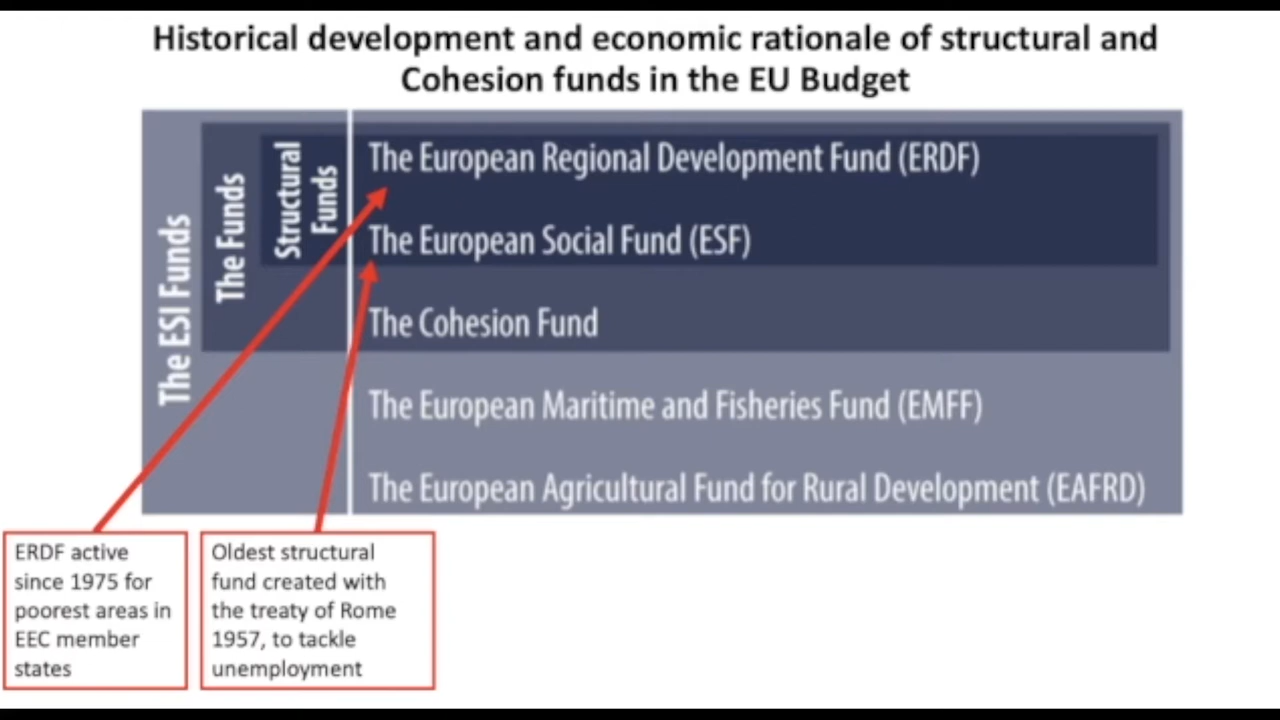 Historical development and economic rationale of structural and
Cohesion funds in the EU Budget
The ESI Funds
The Funds
Structural
Funds
The European Regional Development Fund (ERDF)
The European Social Fund (ESF)
The Cohesion Fund
The European Maritime and Fisheries Fund (EMFF)
The European Agricultural Fund for Rural Development (EAFRD)
ERDF active
since 1975 for
poorest areas in
EEC member
states
Oldest structural
fund created with
the treaty of Rome
1957, to tackle
unemployment